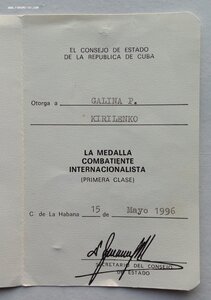 EL CONSEJO DE ESTADO
DE LA REPUBLICA DE CUBA
Otorga a GALINA P.
KIRILENKO
LA MEDALLA
COMBATIENTE
INTERNACIONALISTA
(PRIMERA CLASE)
C de La Habana 15 de Mayo 1996
SECRETARIO DEL CONSEJO
DE ESTADO